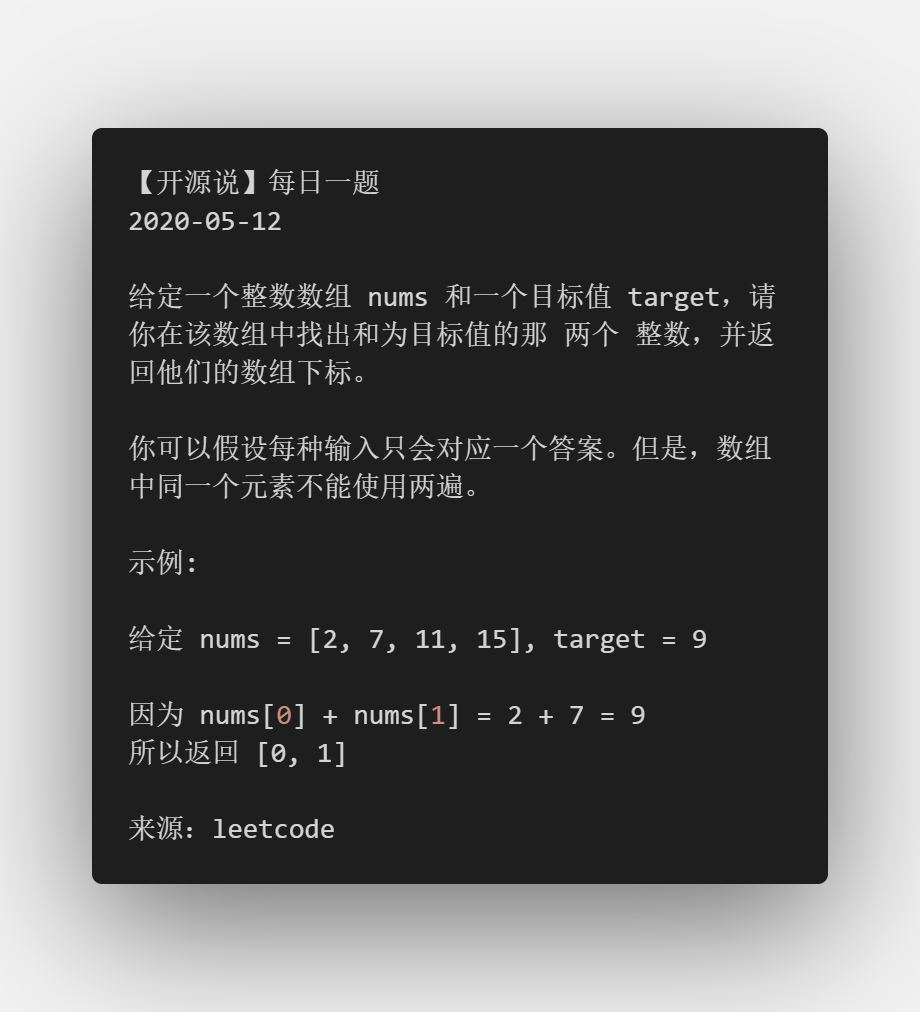 【开源说】每日一题
2020-05-12
给定一个整数数组 nums 和一个目标值 target，请
你在该数组中找出和为目标值的那 两个 整数，并返
回他们的数组下标。
你可以假设每种输入只会对应一个答案。但是，数组
中同一个元素不能使用两遍。
示例:
给定 nums = [2, 7, 11, 15], target = 9
因为 nums[0] + nums[1] = 2 + 7 = 9
所以返回 [0, 1]
来源：leetcode